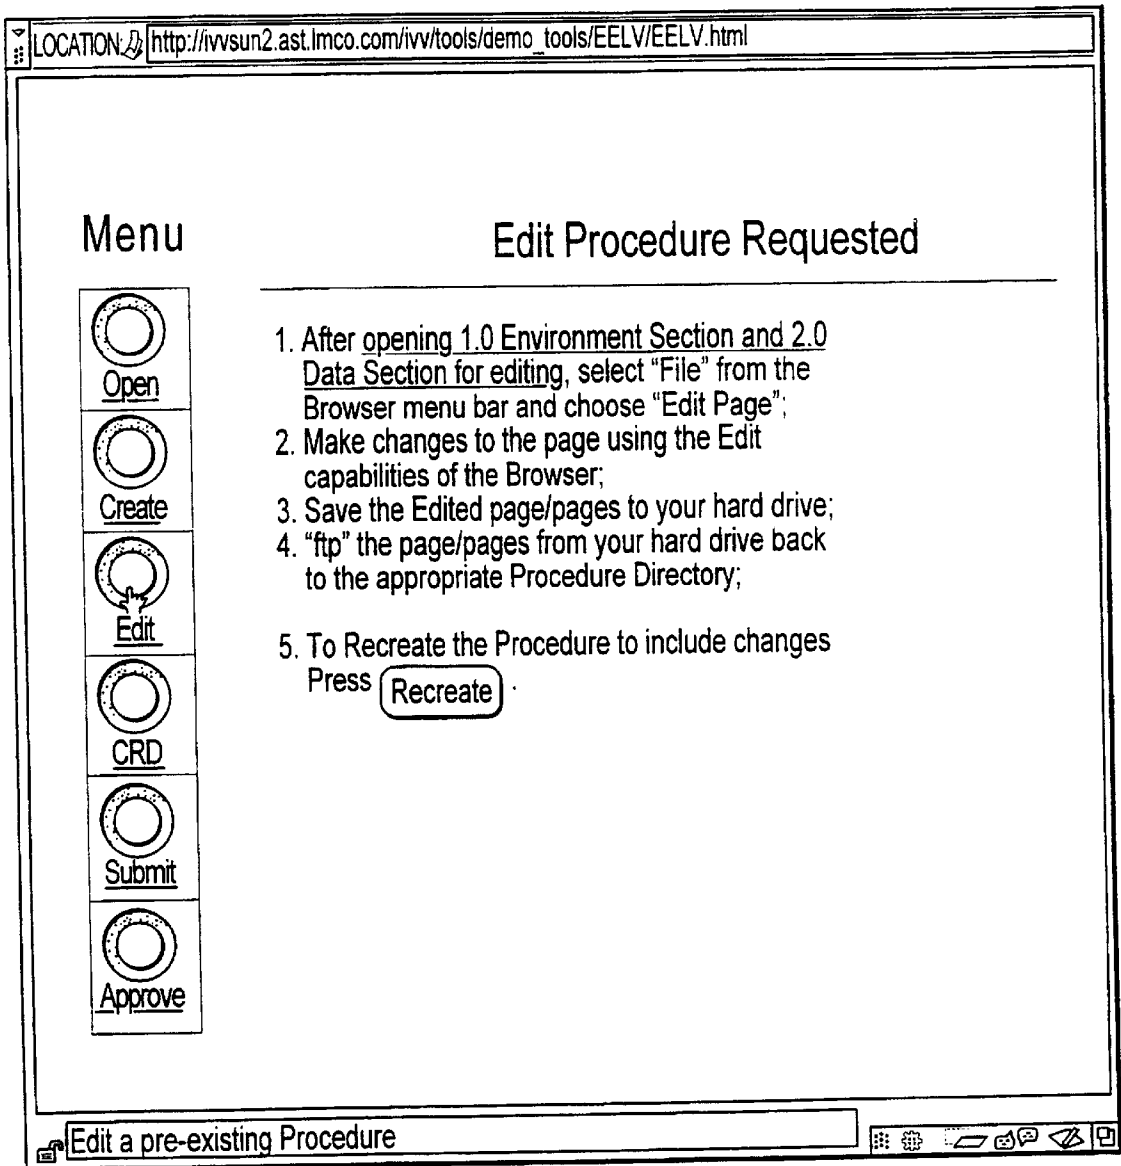 LOCATION: http://ivvsun2.ast.lmco.com/ivv/tools/demo_tools/EELV/EELV.html
Menu
Edit Procedure Requested
Open
Create
Edit
CRD
Submit
Approve
1. After opening 1.0 Environment Section and 2.0
Data Section for editing, select “File” from the
Browser menu bar and choose “Edit Page”;
2. Make changes to the page using the Edit
capabilities of the Browser;
3. Save the Edited page/pages to your hard drive;
4. “ftp” the page/pages from your hard drive back
to the appropriate Procedure Directory;
5. To Recreate the Procedure to include changes
Press Recreate .
Edit a pre-existing Procedure